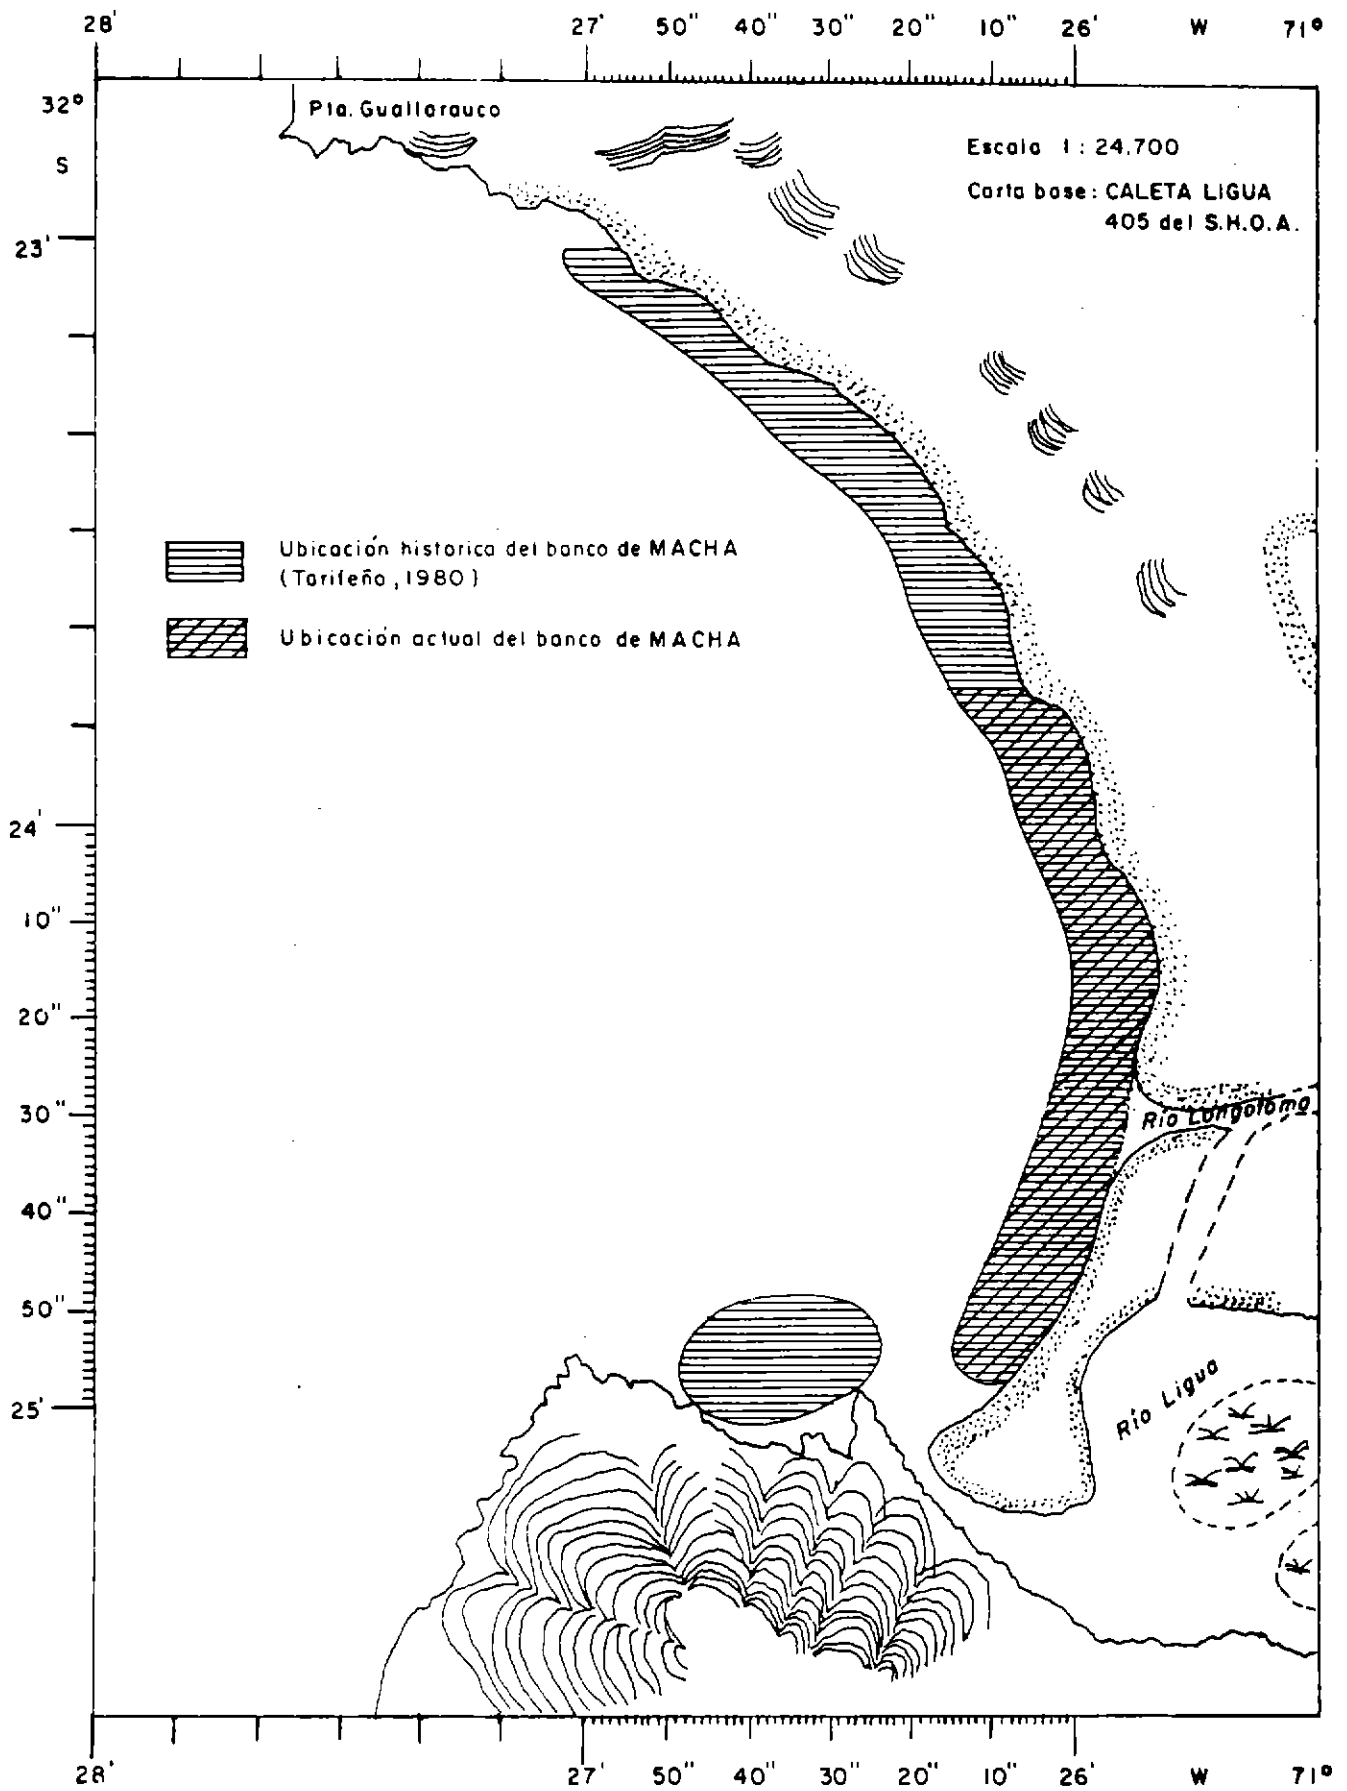 28' 27' 50" 40" 30" 20" 10" 26' W 71°
32°
S
Pta. Guallarauco
Escala 1 : 24.700
Carta base: CALETA LIGUA
405 del S.H.O.A.
23'
Ubicación historica del banco de MACHA
(Tarifeño, 1980)
Ubicación actual del banco de MACHA
24'
10"
20"
30"
Río Longotoma
40"
50"
Río Ligua
25'
28' 27' 50" 40" 30" 20" 10" 26' W 71°